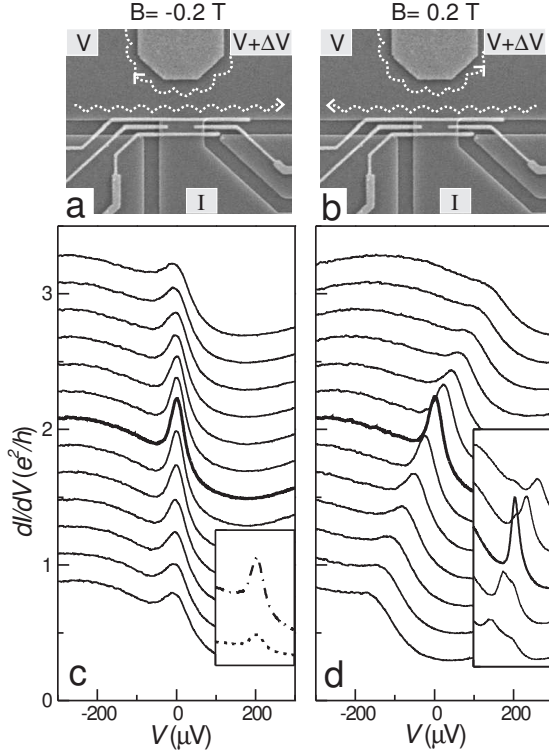 B= -0.2 T
B= 0.2 T
V
V+ΔV
V
V+ΔV
a
I
b
I
dI/dV (e²/h)
3
2
1
0
c
d
-200
0
200
-200
0
200
V (μV)
V (μV)